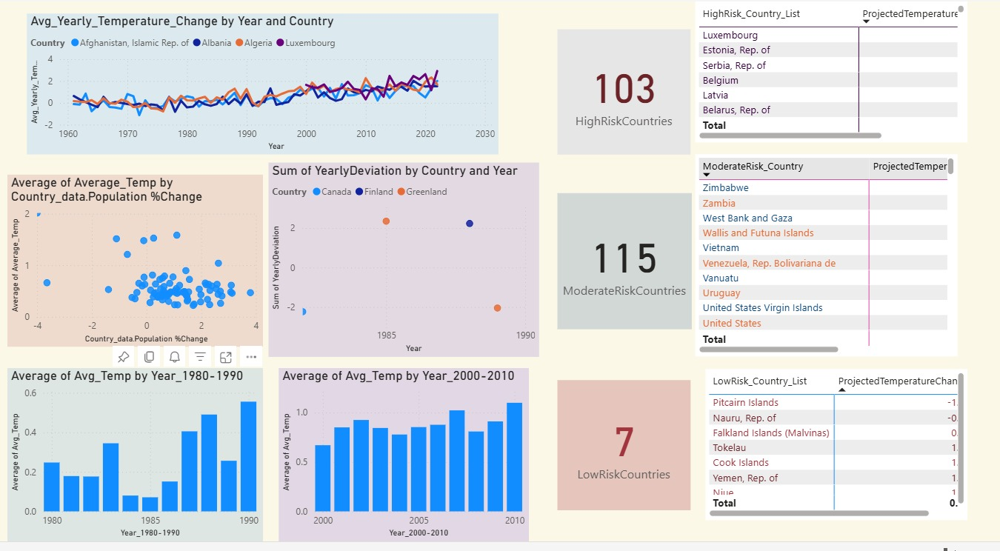 Avg_Yearly_Temperature_Change by Year and Country
Country Afghanistan, Islamic Rep. of Albania Algeria Luxembourg
Avg_Yearly_Tem...
4
2
0
-2
1960 1970 1980 1990 2000 2010 2020 2030
Year
Average of Average_Temp by
Country_data.Population %Change
Average of Average_Temp
2
1
0
-4 -2 0 2 4
Country_data.Population %Change
Sum of YearlyDeviation by Country and Year
Country Canada Finland Greenland
Sum of YearlyDeviation
2
0
-2
1985 1990
Year
Average of Avg_Temp by Year_1980-1990
Average of Avg_Temp
0.6
0.4
0.2
0.0
1980 1985 1990
Year_1980-1990
Average of Avg_Temp by Year_2000-2010
Average of Avg_Temp
1.0
0.5
0.0
2000 2005 2010
Year_2000-2010
103
HighRiskCountries
115
ModerateRiskCountries
7
LowRiskCountries
HighRisk_Country_List ProjectedTemperature
Luxembourg
Estonia, Rep. of
Serbia, Rep. of
Belgium
Latvia
Belarus, Rep. of
Total
ModerateRisk_Country ProjectedTemper
Zimbabwe
Zambia
West Bank and Gaza
Wallis and Futuna Islands
Vietnam
Venezuela, Rep. Bolivariana de
Vanuatu
Uruguay
United States Virgin Islands
United States
Total
LowRisk_Country_List ProjectedTemperatureChan
Pitcairn Islands -1.
Nauru, Rep. of -0.
Falkland Islands (Malvinas) 0.
Tokelau 1.
Cook Islands 1.
Yemen, Rep. of 1.
Niue 1.
Total 0.